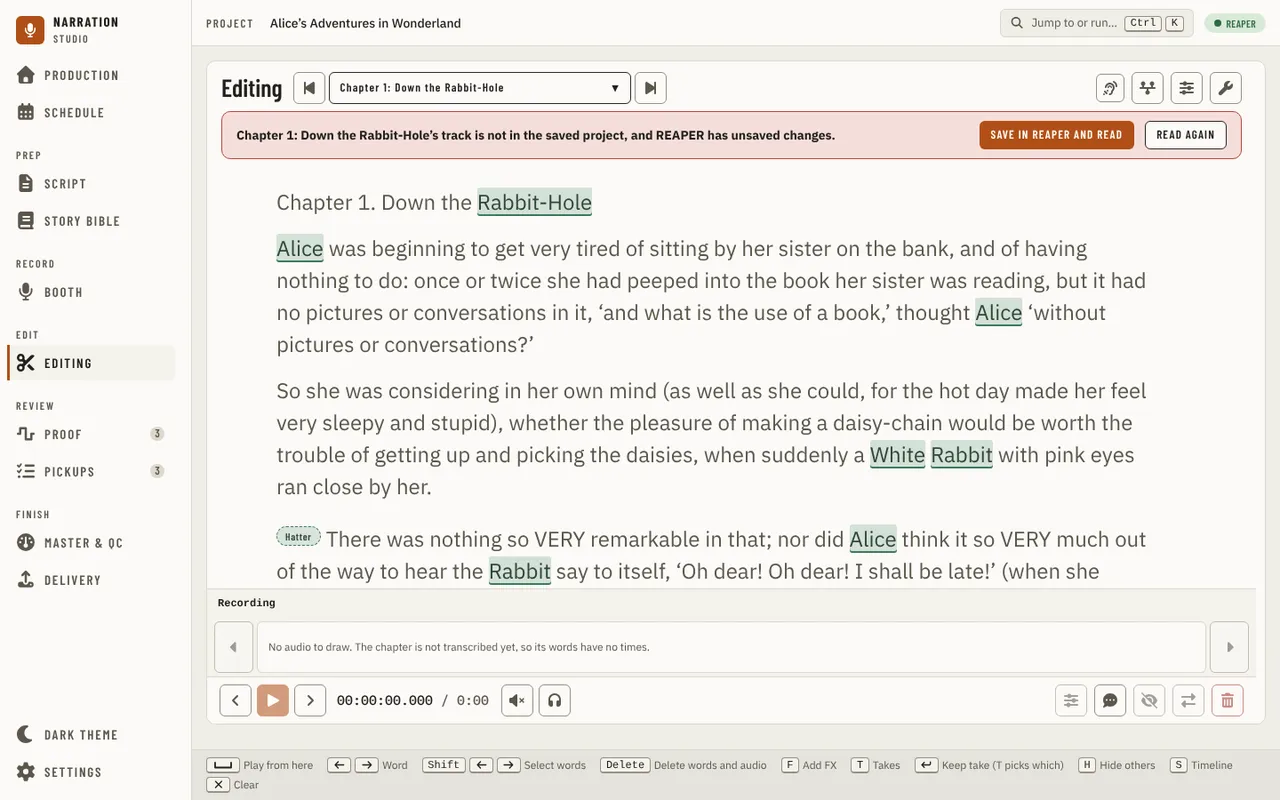 NARRATION
STUDIO
PRODUCTION
SCHEDULE
PREP
SCRIPT
STORY BIBLE
RECORD
BOOTH
EDIT
EDITING
REVIEW
PROOF 3
PICKUPS 3
FINISH
MASTER & QC
DELIVERY
DARK THEME
SETTINGS
PROJECT Alice’s Adventures in Wonderland
Jump to or run... Ctrl K
REAPER
Editing
Chapter 1: Down the Rabbit-Hole
Chapter 1: Down the Rabbit-Hole’s track is not in the saved project, and REAPER has unsaved changes.
SAVE IN REAPER AND READ
READ AGAIN
Chapter 1. Down the Rabbit-Hole
Alice was beginning to get very tired of sitting by her sister on the bank, and of having
nothing to do: once or twice she had peeped into the book her sister was reading, but it had
no pictures or conversations in it, ‘and what is the use of a book,’ thought Alice ‘without
pictures or conversations?’
So she was considering in her own mind (as well as she could, for the hot day made her feel
very sleepy and stupid), whether the pleasure of making a daisy-chain would be worth the
trouble of getting up and picking the daisies, when suddenly a White Rabbit with pink eyes
ran close by her.
Hatter There was nothing so VERY remarkable in that; nor did Alice think it so VERY much out
of the way to hear the Rabbit say to itself, ‘Oh dear! Oh dear! I shall be late!’ (when she
Recording
No audio to draw. The chapter is not transcribed yet, so its words have no times.
00:00:00.000 / 0:00
Play from here Word Shift Select words Delete Delete words and audio F Add FX T Takes Keep take (T picks which) H Hide others S Timeline
Clear